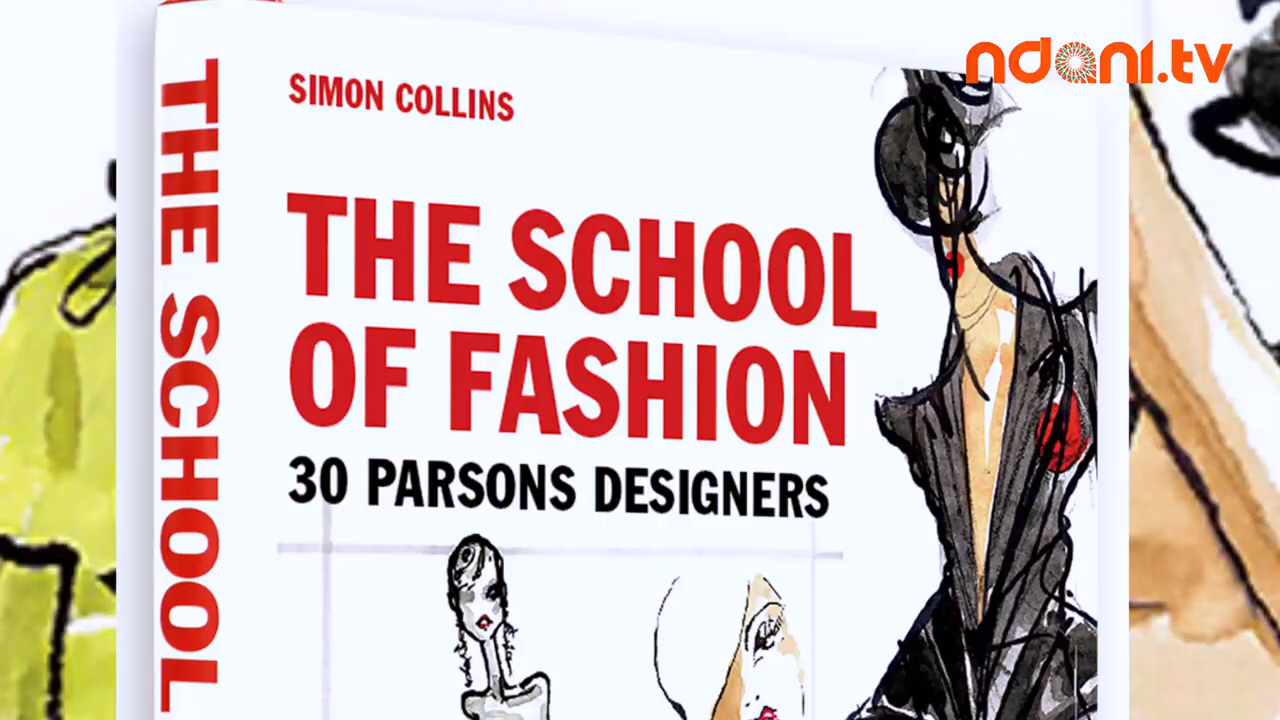 ndani.tv
SIMON COLLINS
THE SCHOOL
OF FASHION
30 PARSONS DESIGNERS
THE SCHOOL